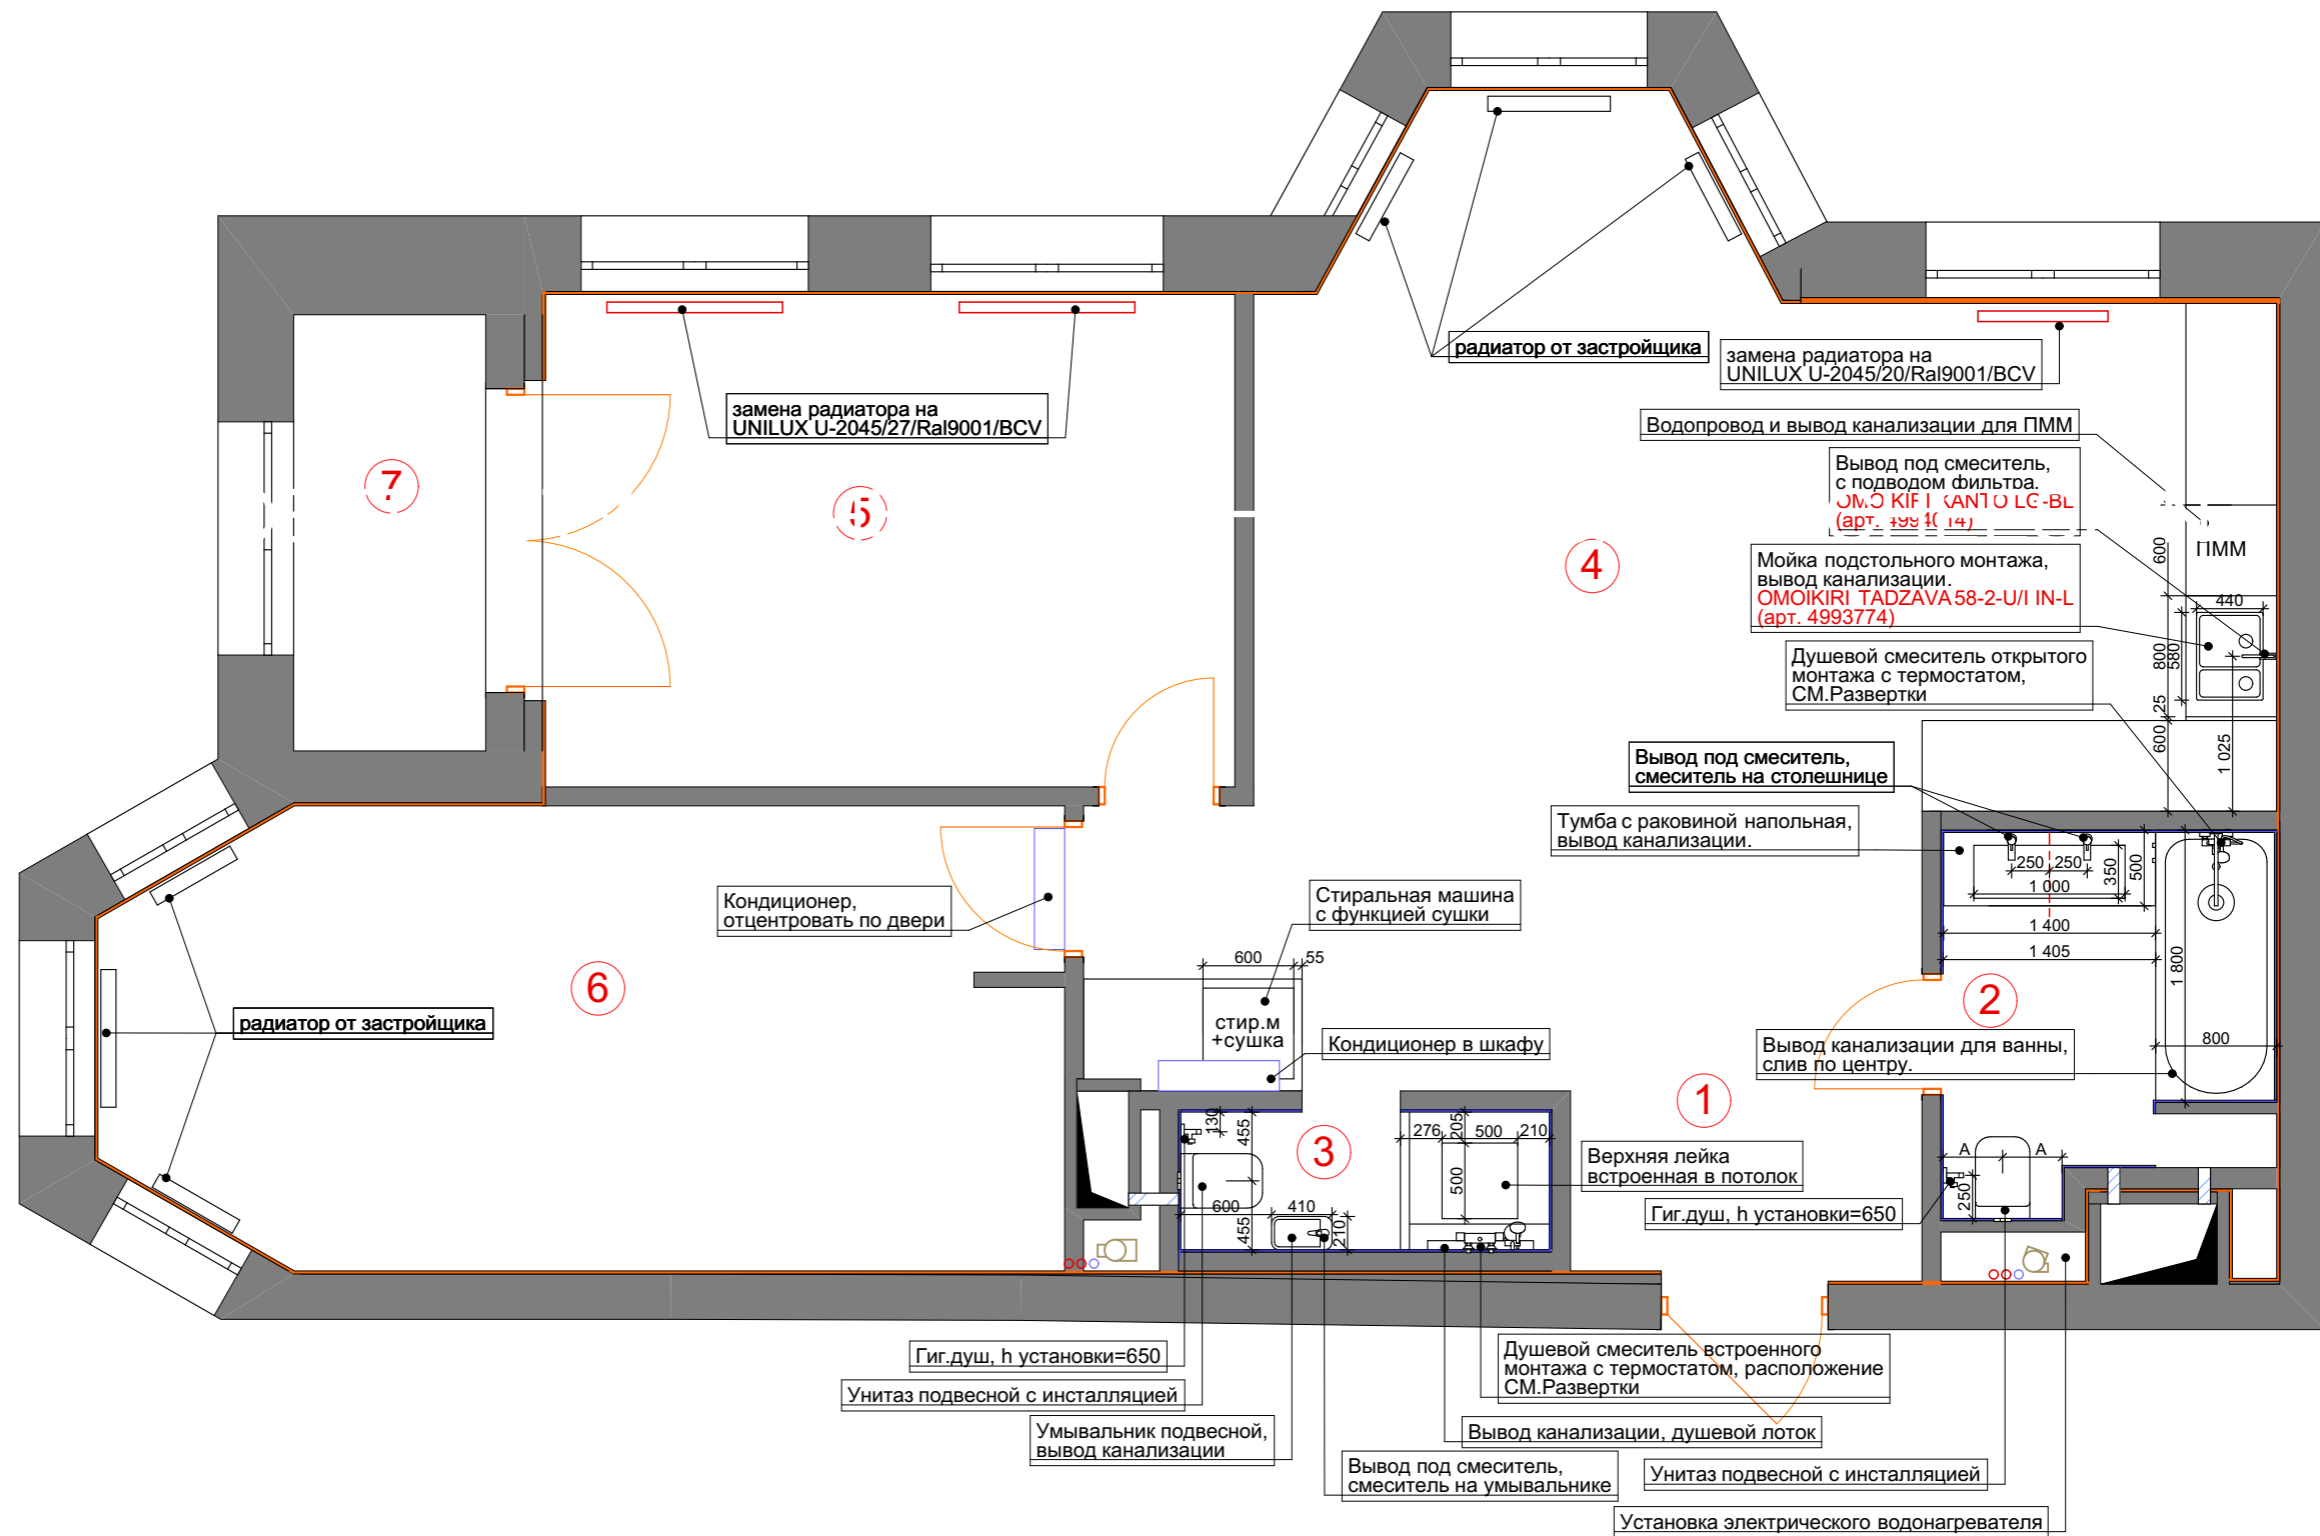 радиатор от застройщика
замена радиатора на
UNILUX U-2045/20/Ral9001/BCV
замена радиатора на
UNILUX U-2045/27/Ral9001/BCV
Водопровод и вывод канализации для ПММ
Вывод под смеситель,
с подводом фильтра.
(арт.
7
5
4
ПММ
600
Мойка подстольного монтажа,
вывод канализации.
OMOIKIRI TADZAVA 58-2-U/I IN-L
(арт. 4993774)
440
800
580
25
600
1 025
Душевой смеситель открытого
монтажа с термостатом,
СМ.Развертки
Вывод под смеситель,
смеситель на столешнице
Тумба с раковиной напольная,
вывод канализации.
250
250
350
500
1 000
1 400
1 405
1 800
800
2
Кондиционер,
отцентровать по двери
Стиральная машина
с функцией сушки
600
55
стир.м
+сушка
6
радиатор от застройщика
Кондиционер в шкафу
Вывод канализации для ванны,
слив по центру.
1
130
455
3
276
205
500
210
500
Верхняя лейка
встроенная в потолок
A
A
250
Гиг.душ, h установки=650
600
410
455
210
Гиг.душ, h установки=650
Унитаз подвесной с инсталляцией
Умывальник подвесной,
вывод канализации
Душевой смеситель встроенного
монтажа с термостатом, расположение
СМ.Развертки
Вывод канализации, душевой лоток
Вывод под смеситель,
смеситель на умывальнике
Унитаз подвесной с инсталляцией
Установка электрического водонагревателя